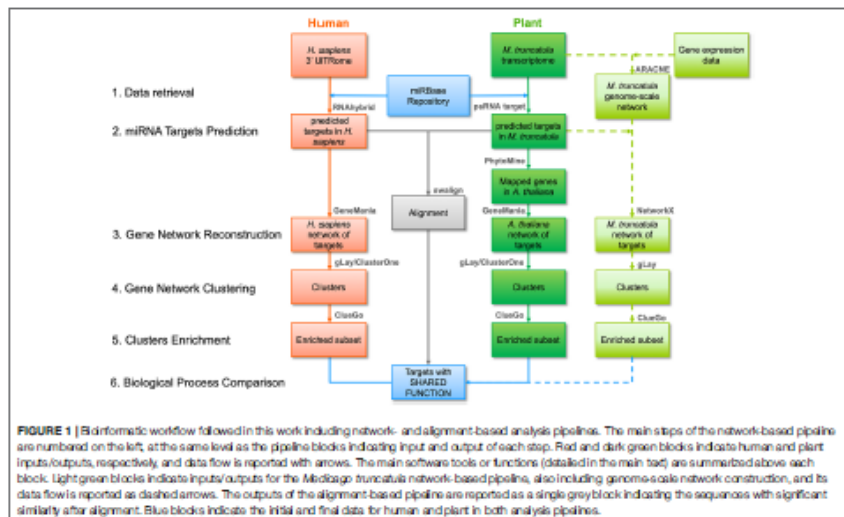 Human
Plant
H. sapiens
3' UTRome
M. truncatula
transcriptome
Gene expression
data
ARACNE
1. Data retrieval
miRBase
Repository
M. truncatula
genome-scale
network
RNAhybrid
psRNA target
2. miRNA Targets Prediction
predicted
targets in H.
sapiens
predicted targets
in M. truncatula
PhytoMine
swalign
Mapped genes
in A. thaliana
Alignment
GeneMania
GeneMania
NetworkX
3. Gene Network Reconstruction
H. sapiens
network of
targets
A. thaliana
network of
targets
M. truncatula
network of
targets
gLay/ClusterOne
gLay/ClusterOne
gLay
4. Gene Network Clustering
Clusters
Clusters
Clusters
ClueGo
ClueGo
ClueGo
5. Clusters Enrichment
Enriched subset
Enriched subset
Enriched subset
6. Biological Process Comparison
Targets with
SHARED
FUNCTION
FIGURE 1 | Bioinformatic workflow followed in this work including network- and alignment-based analysis pipelines. The main steps of the network-based pipeline
are numbered on the left, at the same level as the pipeline blocks indicating input and output of each step. Red and dark green blocks indicate human and plant
inputs/outputs, respectively, and data flow is reported with arrows. The main software tools or functions (detailed in the main text) are summarized above each
block. Light green blocks indicate inputs/outputs for the Medicago truncatula network-based pipeline, also including genome-scale network construction, and its
data flow is reported as dashed arrows. The outputs of the alignment-based pipeline are reported as a single grey block indicating the sequences with significant
similarity after alignment. Blue blocks indicate the initial and final data for human and plant in both analysis pipelines.